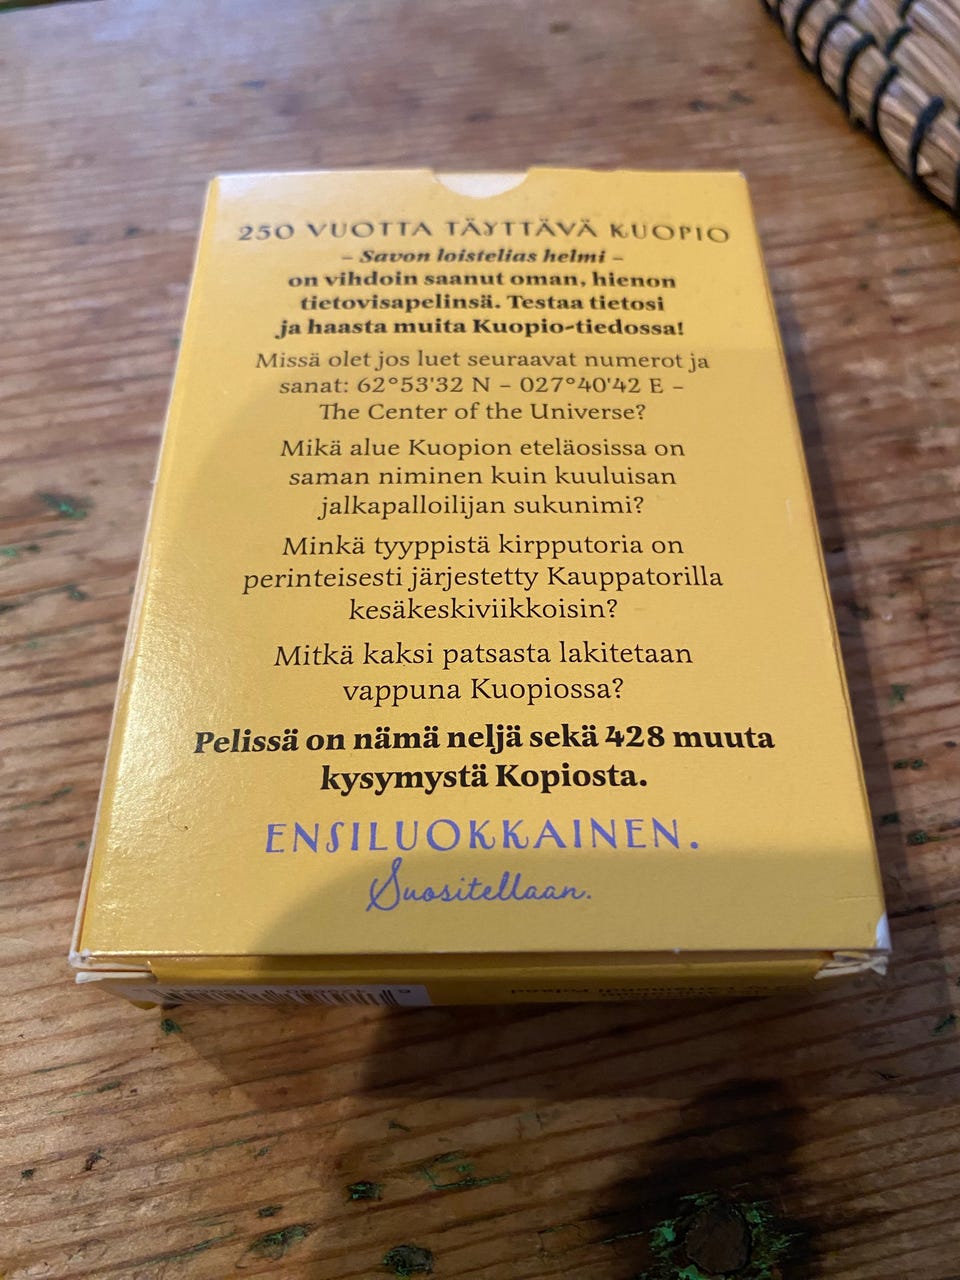 250 VUOTTA TÄYTTÄVÄ KUOPIO
– Savon loistelias helmi –
on vihdoin saanut oman, hienon
tietovisapelinsä. Testaa tietosi
ja haasta muita Kuopio-tiedossa!
Missä olet jos luet seuraavat numerot ja
sanat: 62°53'32 N – 027°40'42 E –
The Center of the Universe?
Mikä alue Kuopion eteläosissa on
saman niminen kuin kuuluisan
jalkapalloilijan sukunimi?
Minkä tyyppistä kirpputoria on
perinteisesti järjestetty Kauppatorilla
kesäkeskiviikkoisin?
Mitkä kaksi patsasta lakitetaan
vappuna Kuopiossa?
Pelissä on nämä neljä sekä 428 muuta
kysymystä Kopiosta.
ENSILUOKKAINEN.
Suositellaan.